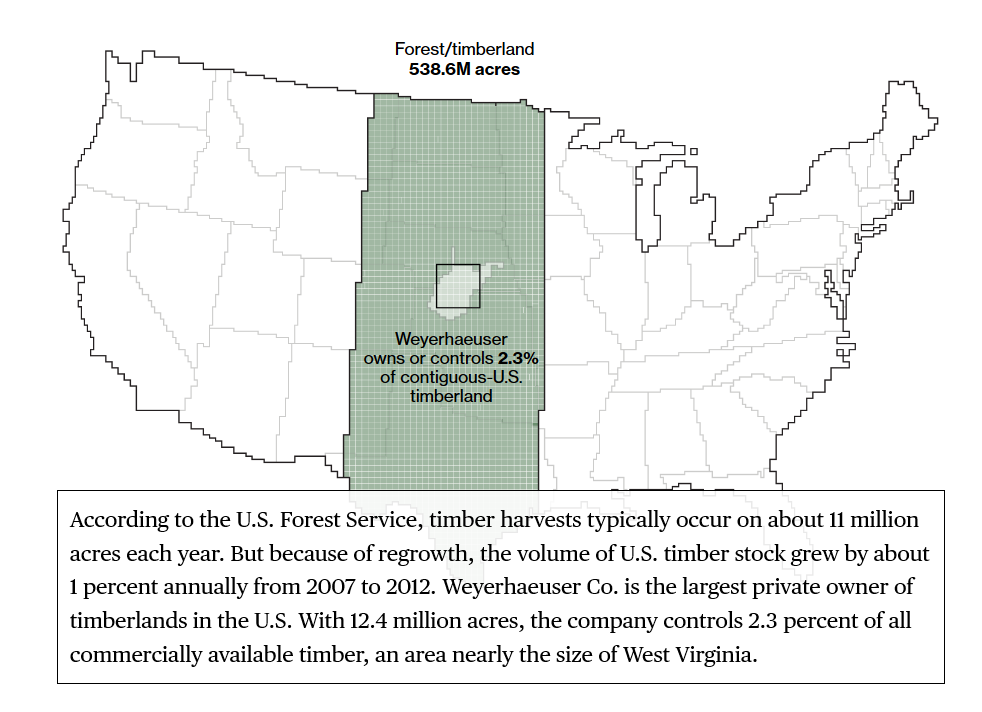 Forest/timberland
538.6M acres
Weyerhaeuser
owns or controls 2.3%
of contiguous-U.S.
timberland
According to the U.S. Forest Service, timber harvests typically occur on about 11 million
acres each year. But because of regrowth, the volume of U.S. timber stock grew by about
1 percent annually from 2007 to 2012. Weyerhaeuser Co. is the largest private owner of
timberlands in the U.S. With 12.4 million acres, the company controls 2.3 percent of all
commercially available timber, an area nearly the size of West Virginia.